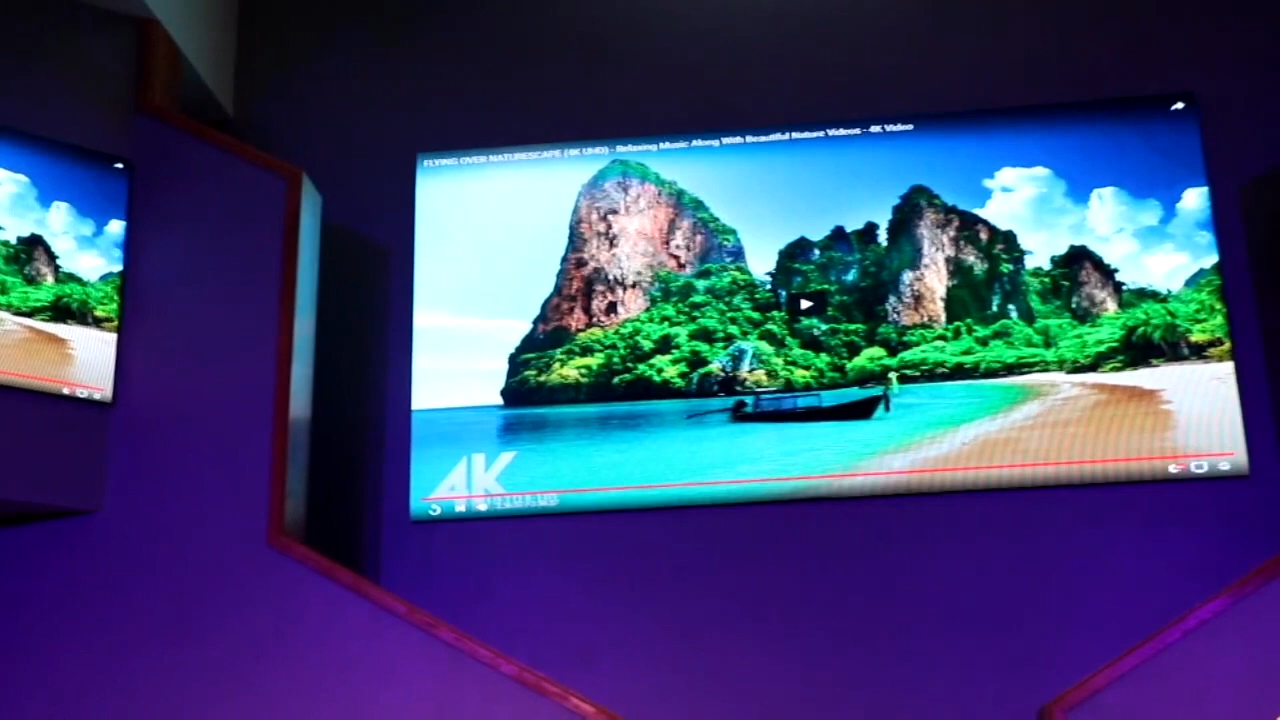 FLYING OVER NATURESCAPE (4K UHD) - Relaxing Music Along With Beautiful Nature Videos - 4K Video
4K